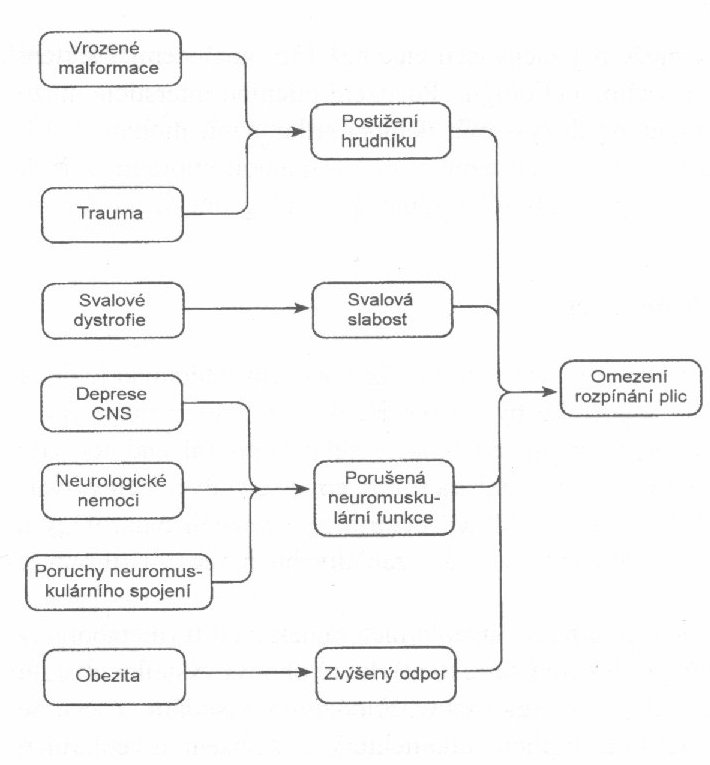 Vrozené
malformace
Trauma
Postižení
hrudníku
Svalové
dystrofie
Svalová
slabost
Deprese
CNS
Neurologické
nemoci
Poruchy neuromus-
kulárního spojení
Porušená
neuromusku-
lární funkce
Obezita
Zvýšený odpor
Omezení
rozpínání plic